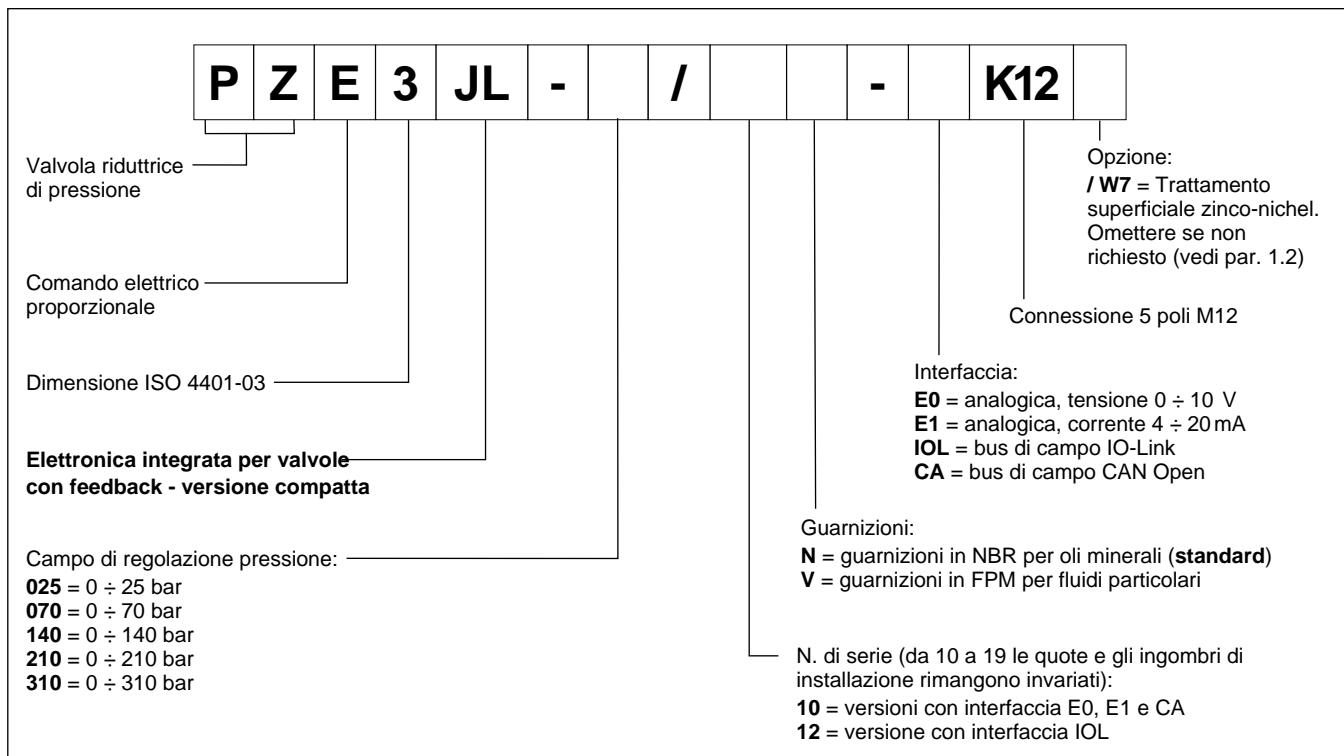 P Z E 3 JL - / - K12
Valvola riduttrice
di pressione
Comando elettrico
proporzionale
Dimensione ISO 4401-03
Elettronica integrata per valvole
con feedback - versione compatta
Campo di regolazione pressione:
025 = 0 ÷ 25 bar
070 = 0 ÷ 70 bar
140 = 0 ÷ 140 bar
210 = 0 ÷ 210 bar
310 = 0 ÷ 310 bar
Opzione:
/ W7 = Trattamento
superficiale zinco-nichel.
Omettere se non
richiesto (vedi par. 1.2)
Connessione 5 poli M12
Interfaccia:
E0 = analogica, tensione 0 ÷ 10 V
E1 = analogica, corrente 4 ÷ 20 mA
IOL = bus di campo IO-Link
CA = bus di campo CAN Open
Guarnizioni:
N = guarnizioni in NBR per oli minerali (standard)
V = guarnizioni in FPM per fluidi particolari
N. di serie (da 10 a 19 le quote e gli ingombri di
installazione rimangono invariati):
10 = versioni con interfaccia E0, E1 e CA
12 = versione con interfaccia IOL